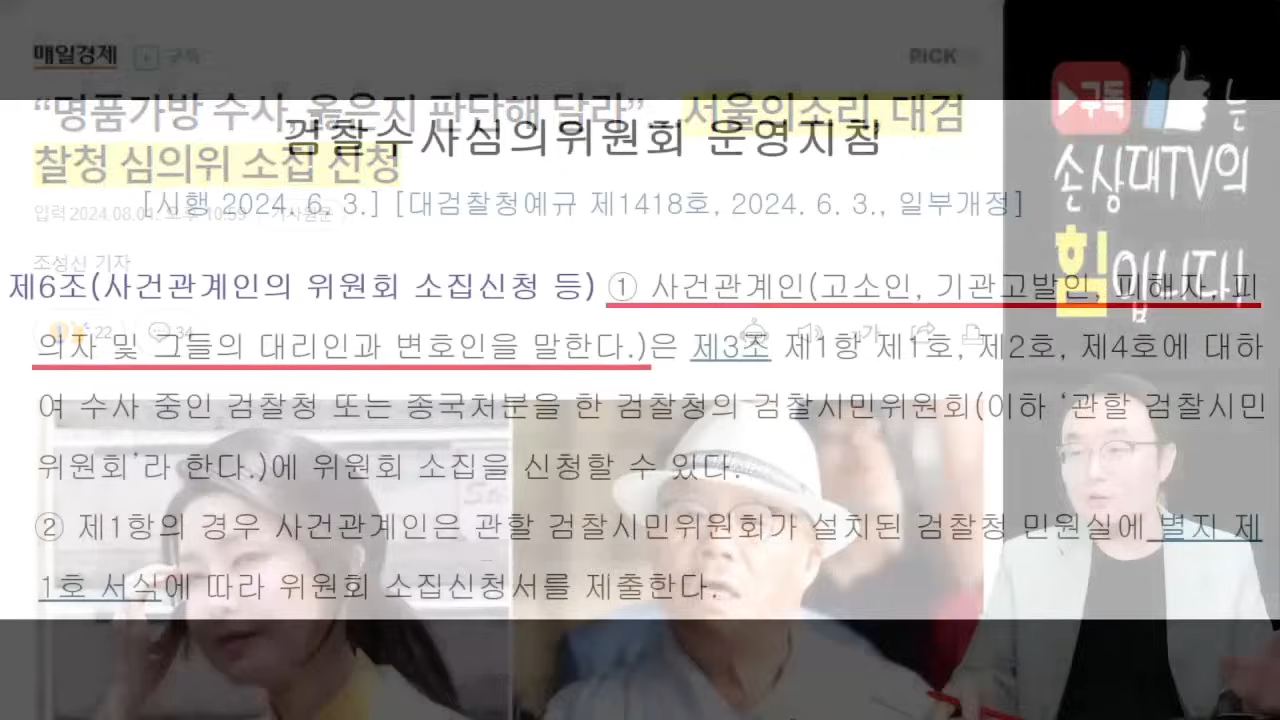 매일경제
구독
PiCK
“명품가방 수사, 옳은지 판단해 달라” … 서울의소리, 대검
찰청 심의위 소집 신청
조성신 기자
22
34
가
검찰수사심의위원회 운영지침
[시행 2024. 6. 3.] [대검찰청예규 제1418호, 2024. 6. 3., 일부개정]
제6조(사건관계인의 위원회 소집신청 등) ① 사건관계인(고소인, 기관고발인, 피해자, 피
의자 및 그들의 대리인과 변호인을 말한다.)은 제3조 제1항 제1호, 제2호, 제4호에 대하
여 수사 중인 검찰청 또는 종국처분을 한 검찰청의 검찰시민위원회(이하 ‘관할 검찰시민
위원회’라 한다.)에 위원회 소집을 신청할 수 있다.
② 제1항의 경우 사건관계인은 관할 검찰시민위원회가 설치된 검찰청 민원실에 별지 제
1호 서식에 따라 위원회 소집신청서를 제출한다.
구독
는
손상대TV의
힘입니다!